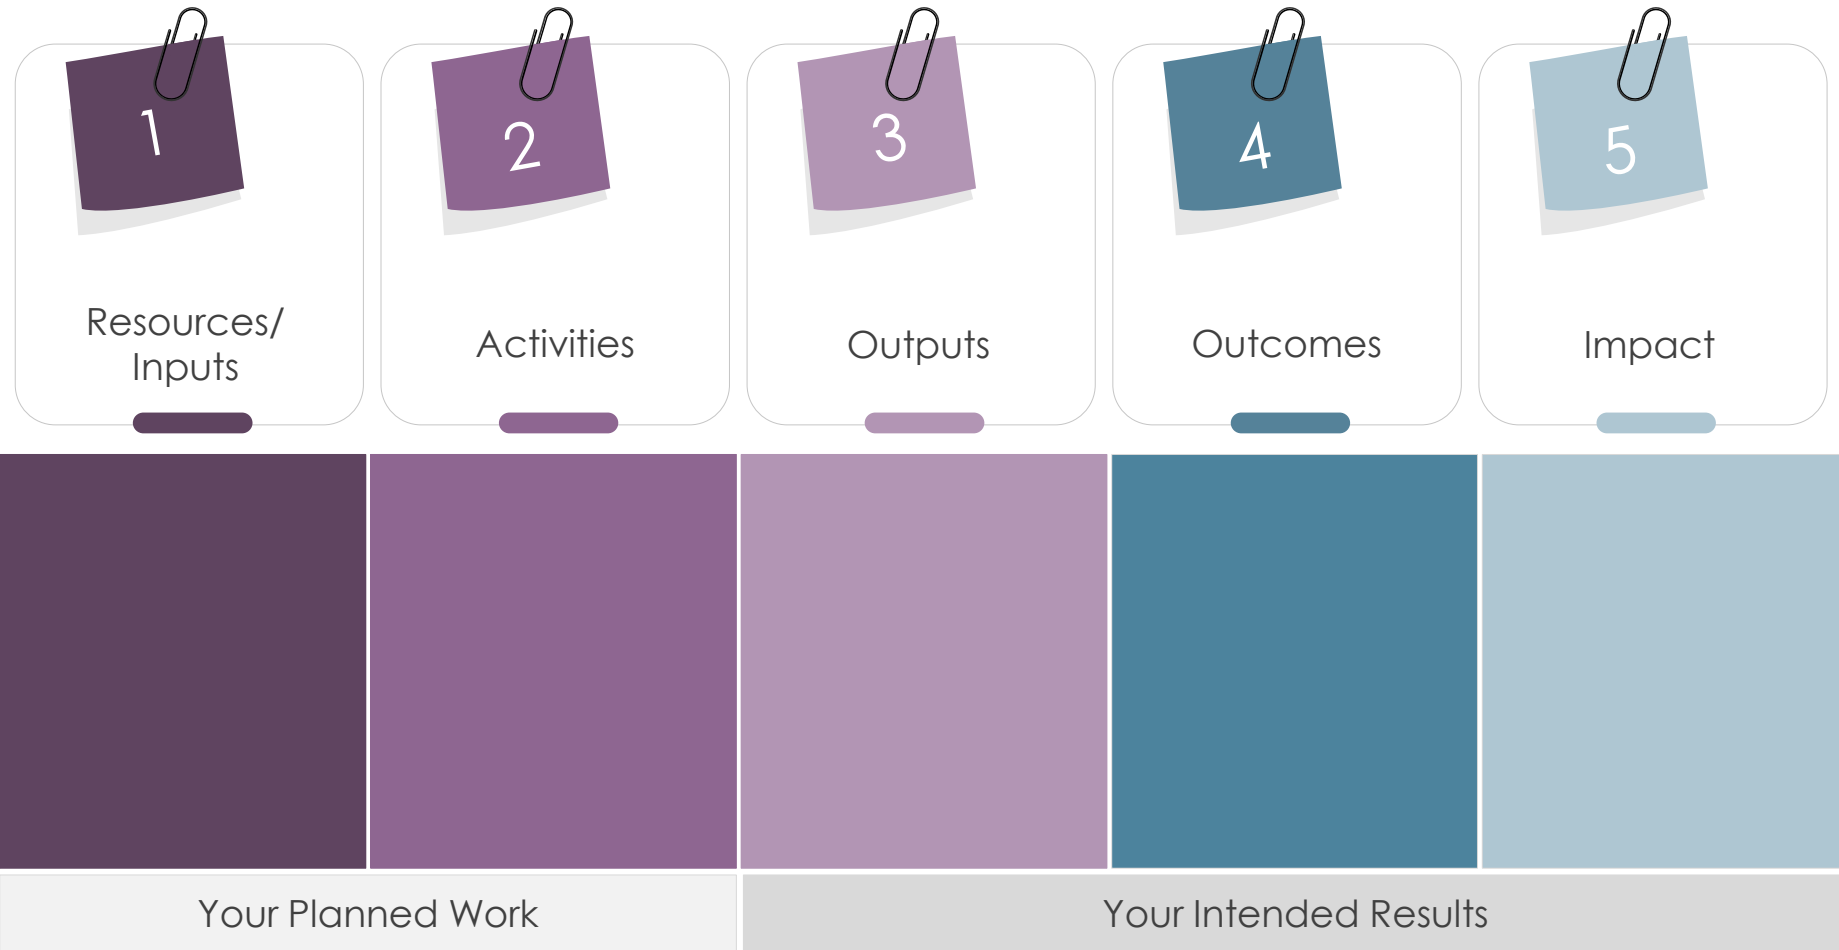 1
Resources/
Inputs
2
Activities
3
Outputs
4
Outcomes
5
Impact
Your Planned Work
Your Intended Results